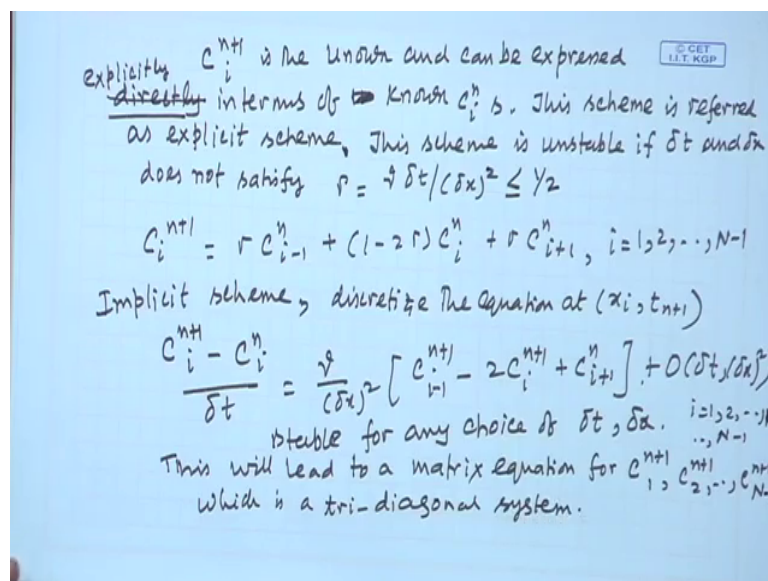 explicitly C_i^{n+1} is the unown and can be expressed
© CET
I.I.T. KGP
directly in terms of known C_i^n s. This scheme is referred
as explicit scheme, This scheme is unstable if δt and δx
does not satisfy r = ϑ δt/(δx)^2 ≤ 1/2
C_i^{n+1} = r C_{i-1}^n + (1-2r) C_i^n + r C_{i+1}^n, i=1,2,..,N-1
Implicit scheme, discretize the equation at (x_i, t_{n+1})
(C_i^{n+1} - C_i^n)/δt = ϑ/(δx)^2 [C_{i-1}^{n+1} - 2C_i^{n+1} + C_{i+1}^n] + O(δt,(δx)^2)
stable for any choice of δt, δx. i=1,2,..,
.., N-1
This will lead to a matrix equation for C_1^{n+1}, C_2^{n+1},.., C_{N-}^{n+}
which is a tri-diagonal system.